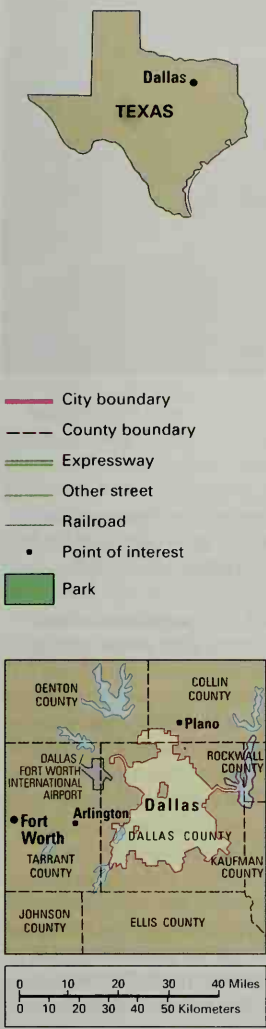 Dallas
TEXAS
City boundary
County boundary
Expressway
Other street
Railroad
Point of interest
Park
DENTON
COUNTY
COLLIN
COUNTY
Plano
DALLAS
FORT WORTH
INTERNATIONAL
AIRPORT
ROCKWALL
COUNTY
Fort
Worth
Arlington
Dallas
DALLAS COUNTY
TARRANT
COUNTY
KAUFMAN
COUNTY
JOHNSON
COUNTY
ELLIS COUNTY
0 10 20 30 40 Miles
0 10 20 30 40 50 Kilometers